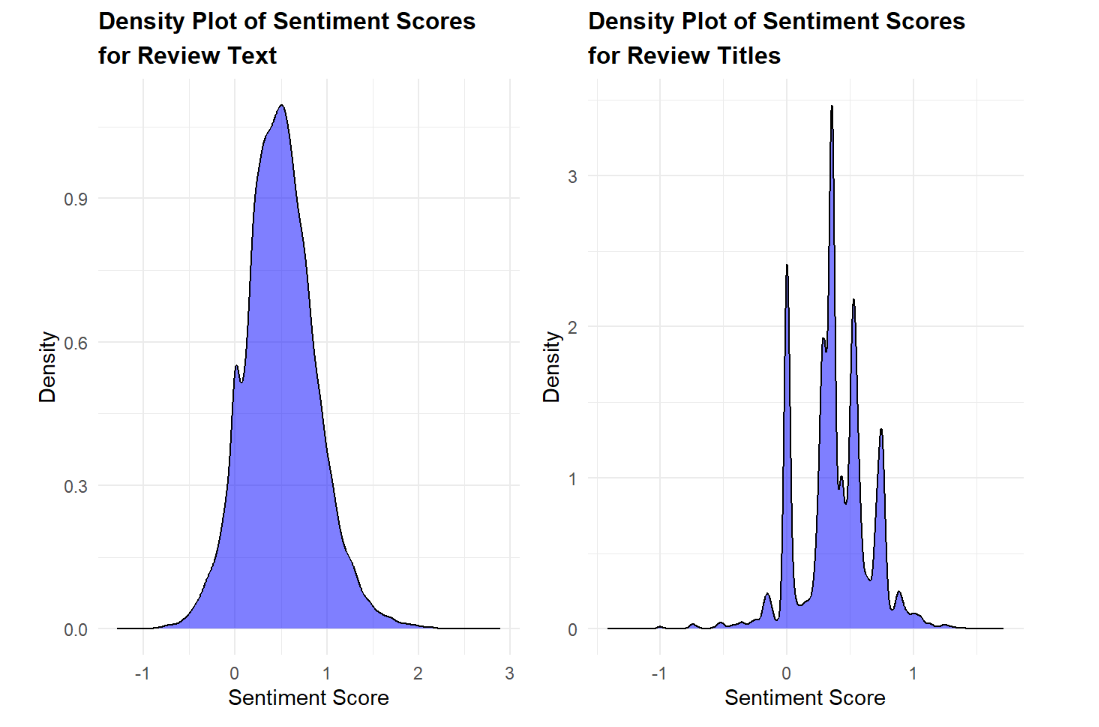 Density Plot of Sentiment Scores
for Review Text
Density
0.9
0.6
0.3
0.0
-1 0 1 2 3
Sentiment Score
Density Plot of Sentiment Scores
for Review Titles
Density
3
2
1
0
-1 0 1
Sentiment Score